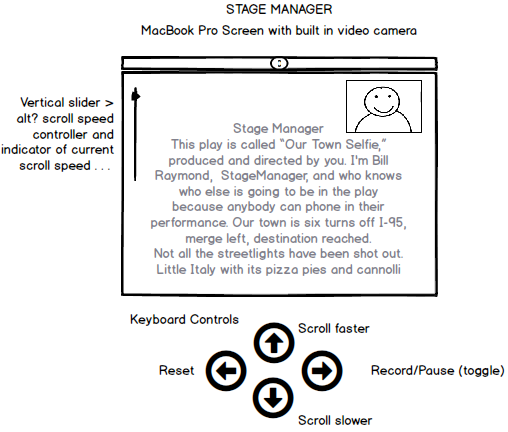 STAGE MANAGER
MacBook Pro Screen with built in video camera
Vertical slider >
alt? scroll speed
controller and
indicator of current
scroll speed . . .
Stage Manager
This play is called "Our Town Selfie,"
produced and directed by you. I'm Bill
Raymond, StageManager, and who knows
who else is going to be in the play
because anybody can phone in their
performance. Our town is six turns off I-95,
merge left, destination reached.
Not all the streetlights have been shot out.
Little Italy with its pizza pies and cannolli
Keyboard Controls
Scroll faster
Reset
Record/Pause (toggle)
Scroll slower